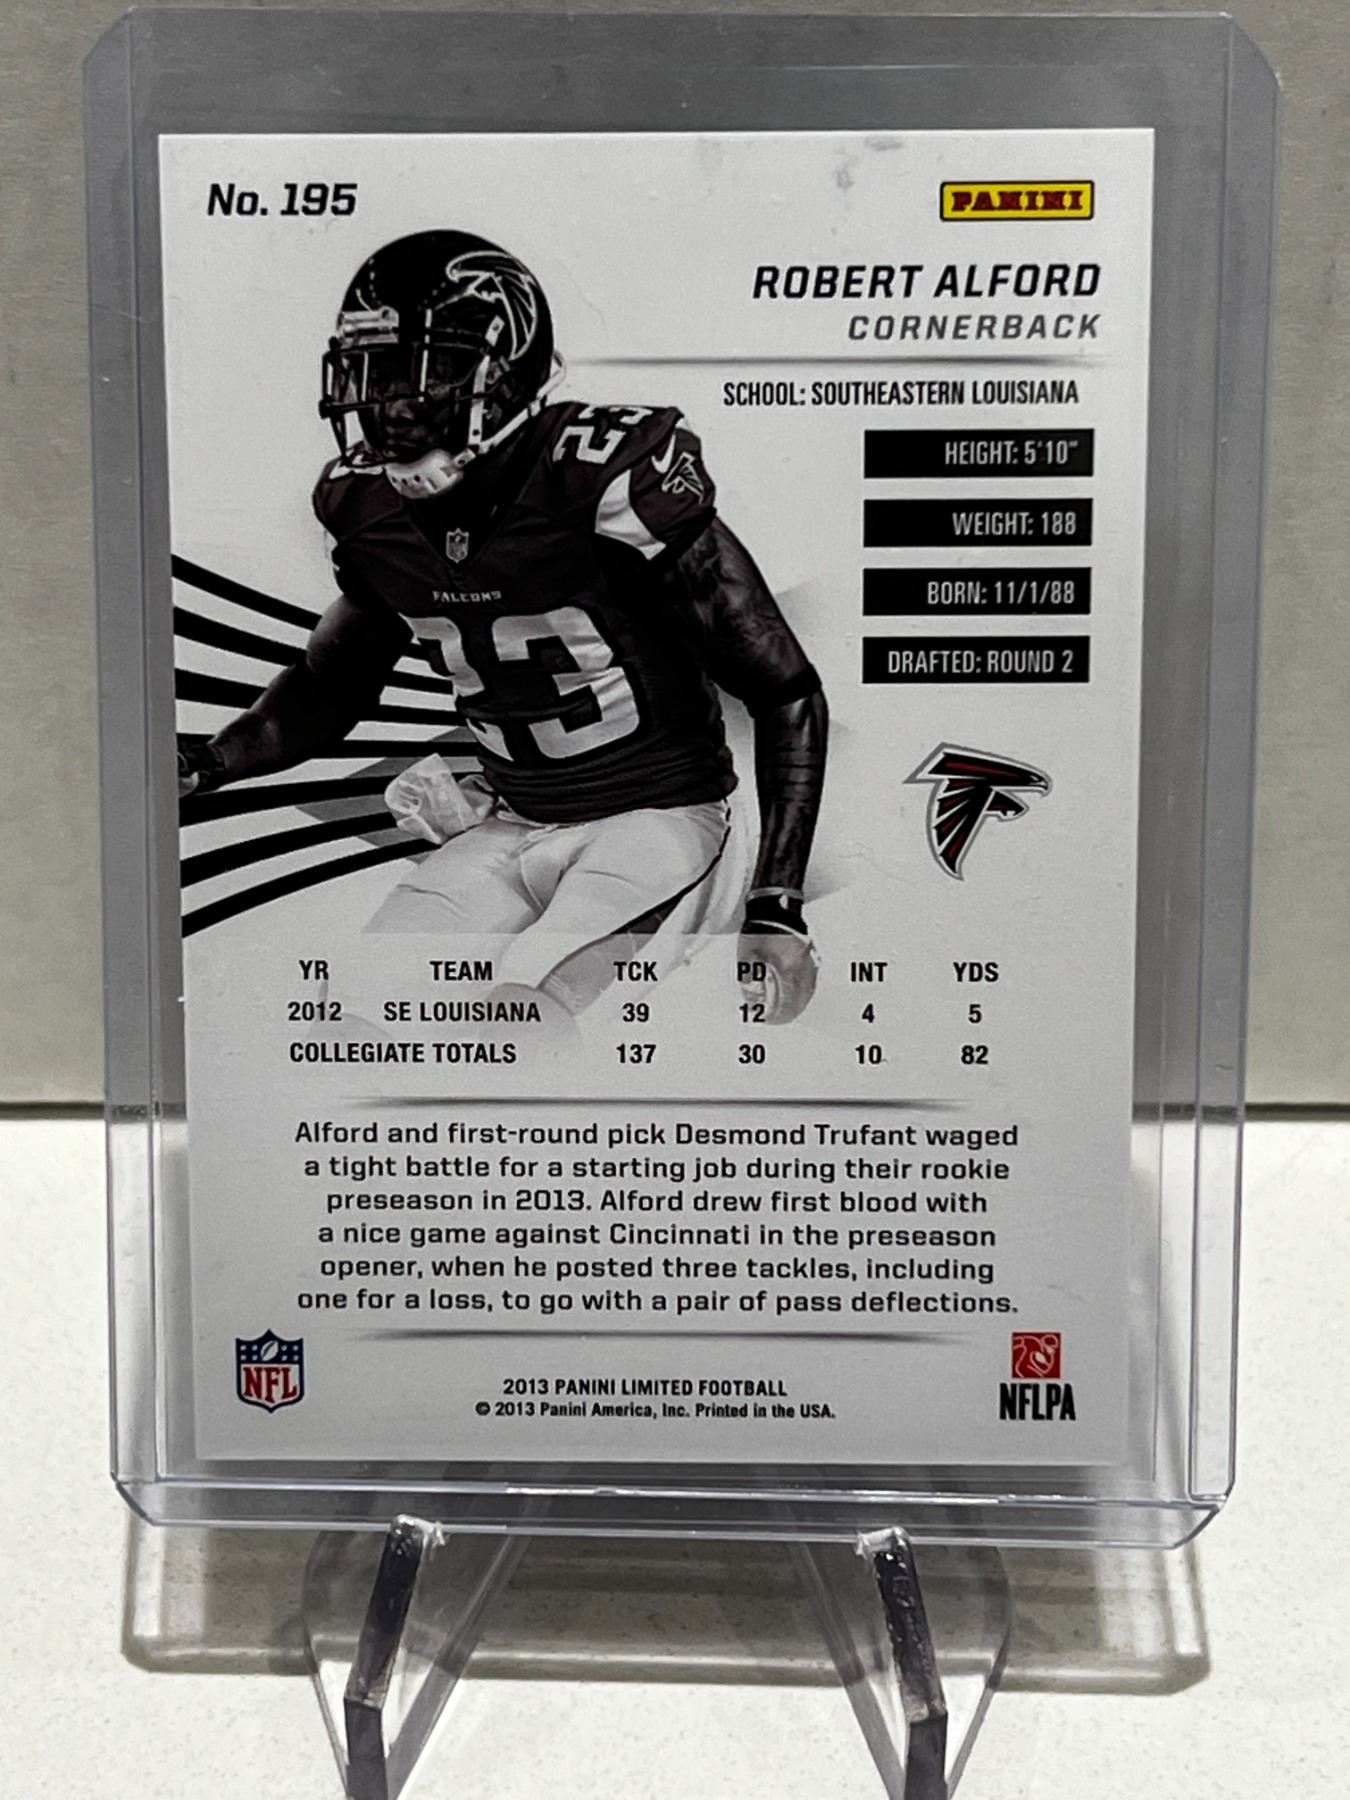 No. 195
PANINI
ROBERT ALFORD
CORNERBACK
SCHOOL: SOUTHEASTERN LOUISIANA
HEIGHT: 5'10"
WEIGHT: 188
BORN: 11/1/88
DRAFTED: ROUND 2
23
FALCONS
23
YR TEAM TCK PD INT YDS
2012 SE LOUISIANA 39 12 4 5
COLLEGIATE TOTALS 137 30 10 82
Alford and first-round pick Desmond Trufant waged
a tight battle for a starting job during their rookie
preseason in 2013. Alford drew first blood with
a nice game against Cincinnati in the preseason
opener, when he posted three tackles, including
one for a loss, to go with a pair of pass deflections.
NFL
2013 PANINI LIMITED FOOTBALL
© 2013 Panini America, Inc. Printed in the USA.
NFLPA